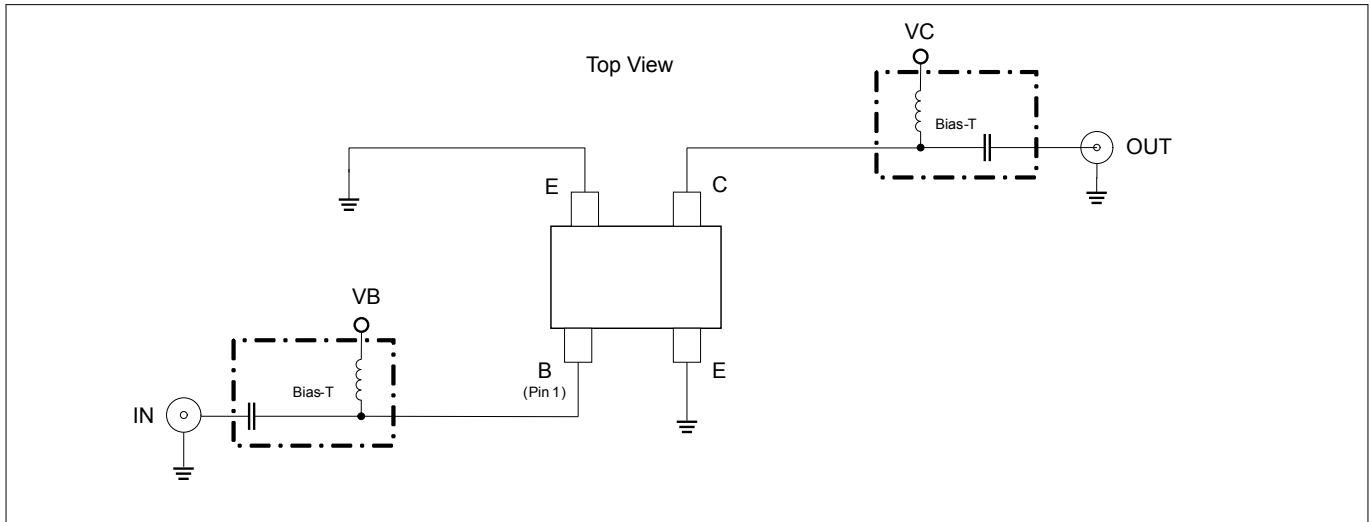 VC
Top View
Bias-T
OUT
E
C
VB
B
(Pin 1)
E
Bias-T
IN